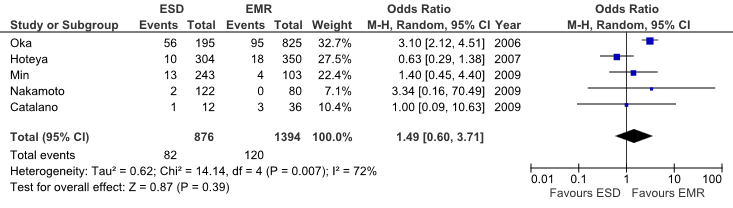 ESD EMR Odds Ratio Odds Ratio
Study or Subgroup Events Total Events Total Weight M-H, Random, 95% CI Year M-H, Random, 95% CI
Oka 56 195 95 825 32.7% 3.10 [2.12, 4.51] 2006
Hoteya 10 304 18 350 27.5% 0.63 [0.29, 1.38] 2007
Min 13 243 4 103 22.4% 1.40 [0.45, 4.40] 2009
Nakamoto 2 122 0 80 7.1% 3.34 [0.16, 70.49] 2009
Catalano 1 12 3 36 10.4% 1.00 [0.09, 10.63] 2009
Total (95% CI) 876 1394 100.0% 1.49 [0.60, 3.71]
Total events 82 120
Heterogeneity: Tau² = 0.62; Chi² = 14.14, df = 4 (P = 0.007); I² = 72%
Test for overall effect: Z = 0.87 (P = 0.39)
0.01 0.1 1 10 100
Favours ESD Favours EMR